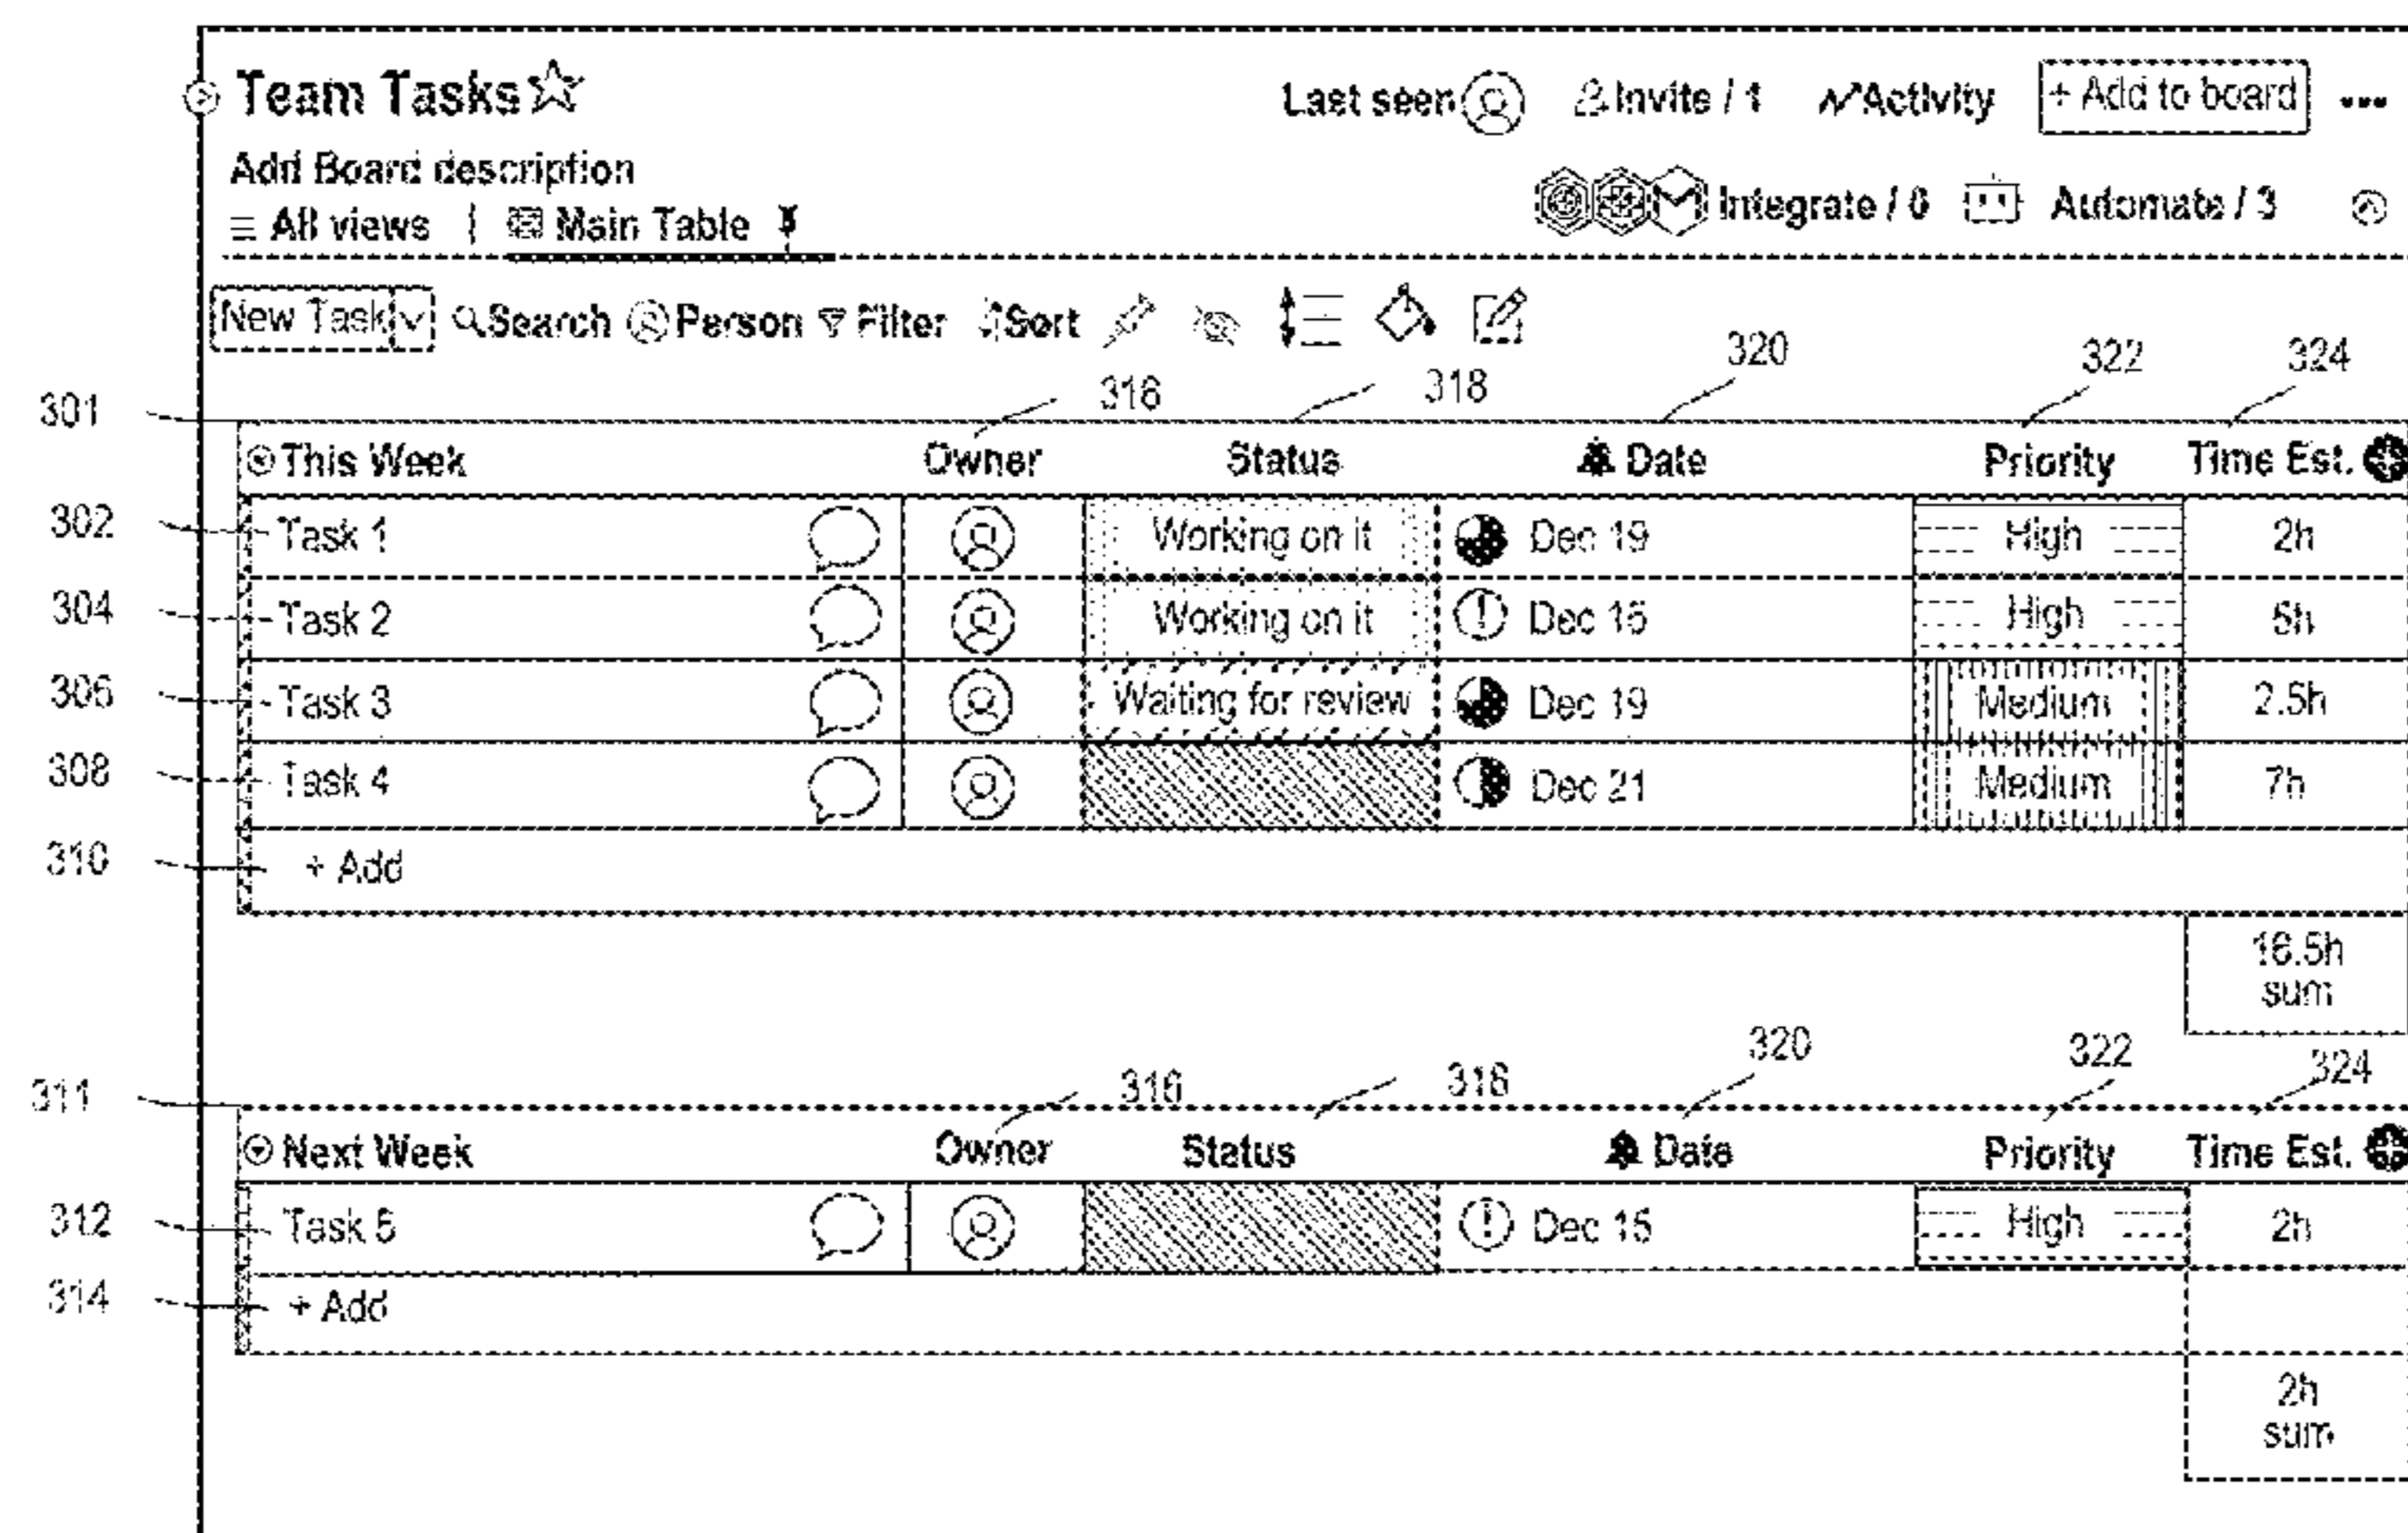 Team Tasks
Last seen Invite / 1 Activity + Add to board ...
Add Board description
All views | Main Table
Integrate / 6 Automate / 3
New Task Search Person Filter Sort
316 318 320 322 324
301 This Week Owner Status Date Priority Time Est.
302 Task 1 Working on it Dec 19 High 2h
304 Task 2 Working on it Dec 15 High 5h
306 Task 3 Waiting for review Dec 19 Medium 2.5h
308 Task 4 Dec 21 Medium 7h
310 + Add
16.5h
sum
316 318 320 322 324
311 Next Week Owner Status Date Priority Time Est.
312 Task 5 Dec 15 High 2h
314 + Add
2h
sum